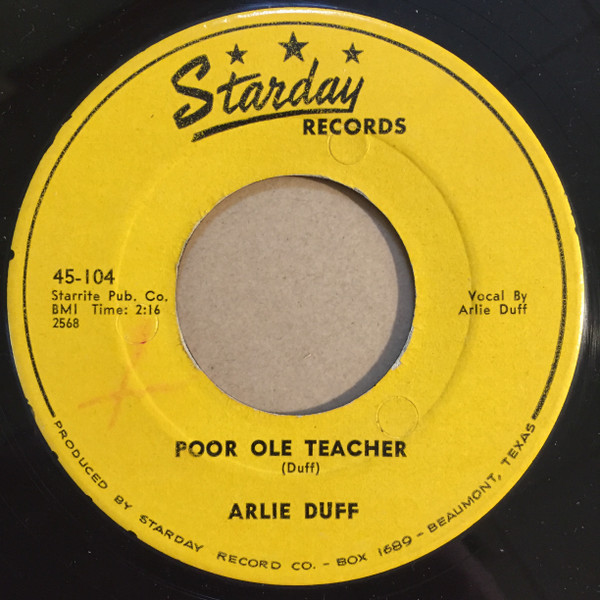 Starday
RECORDS
45-104
Starrite Pub. Co.
BMI Time: 2:16
2568
Vocal By
Arlie Duff
POOR OLE TEACHER
(Duff)
ARLIE DUFF
PRODUCED BY STARDAY RECORD CO. - BOX 1689 - BEAUMONT, TEXAS